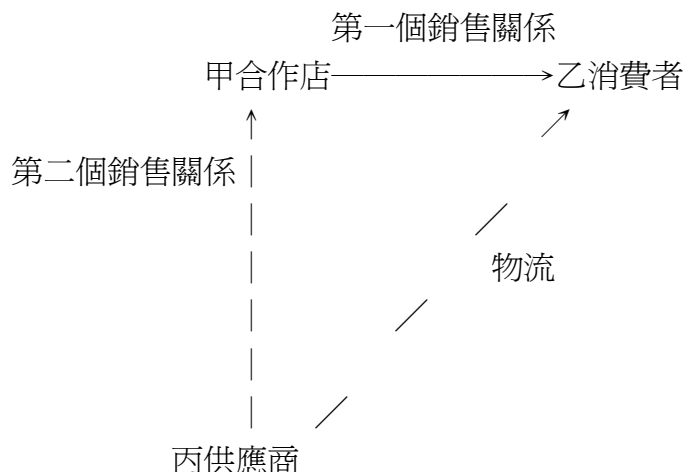 第一個銷售關係
甲合作店 乙消費者
第二個銷售關係
物流
丙供應商